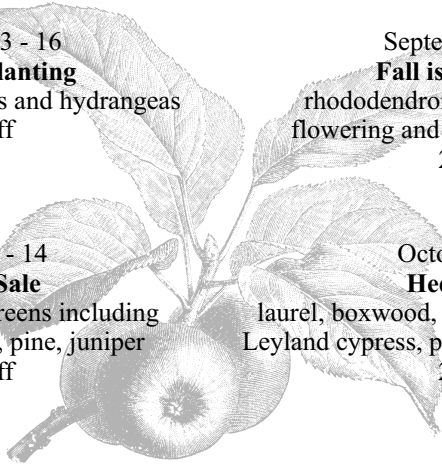 3 - 16
lanting
s and hydrangeas
ff
Septe
Fall is
rhododendro
flowering and
2
- 14
Sale
reens including
, pine, juniper
ff
Octo
Hed
laurel, boxwood,
Leyland cypress, p
2